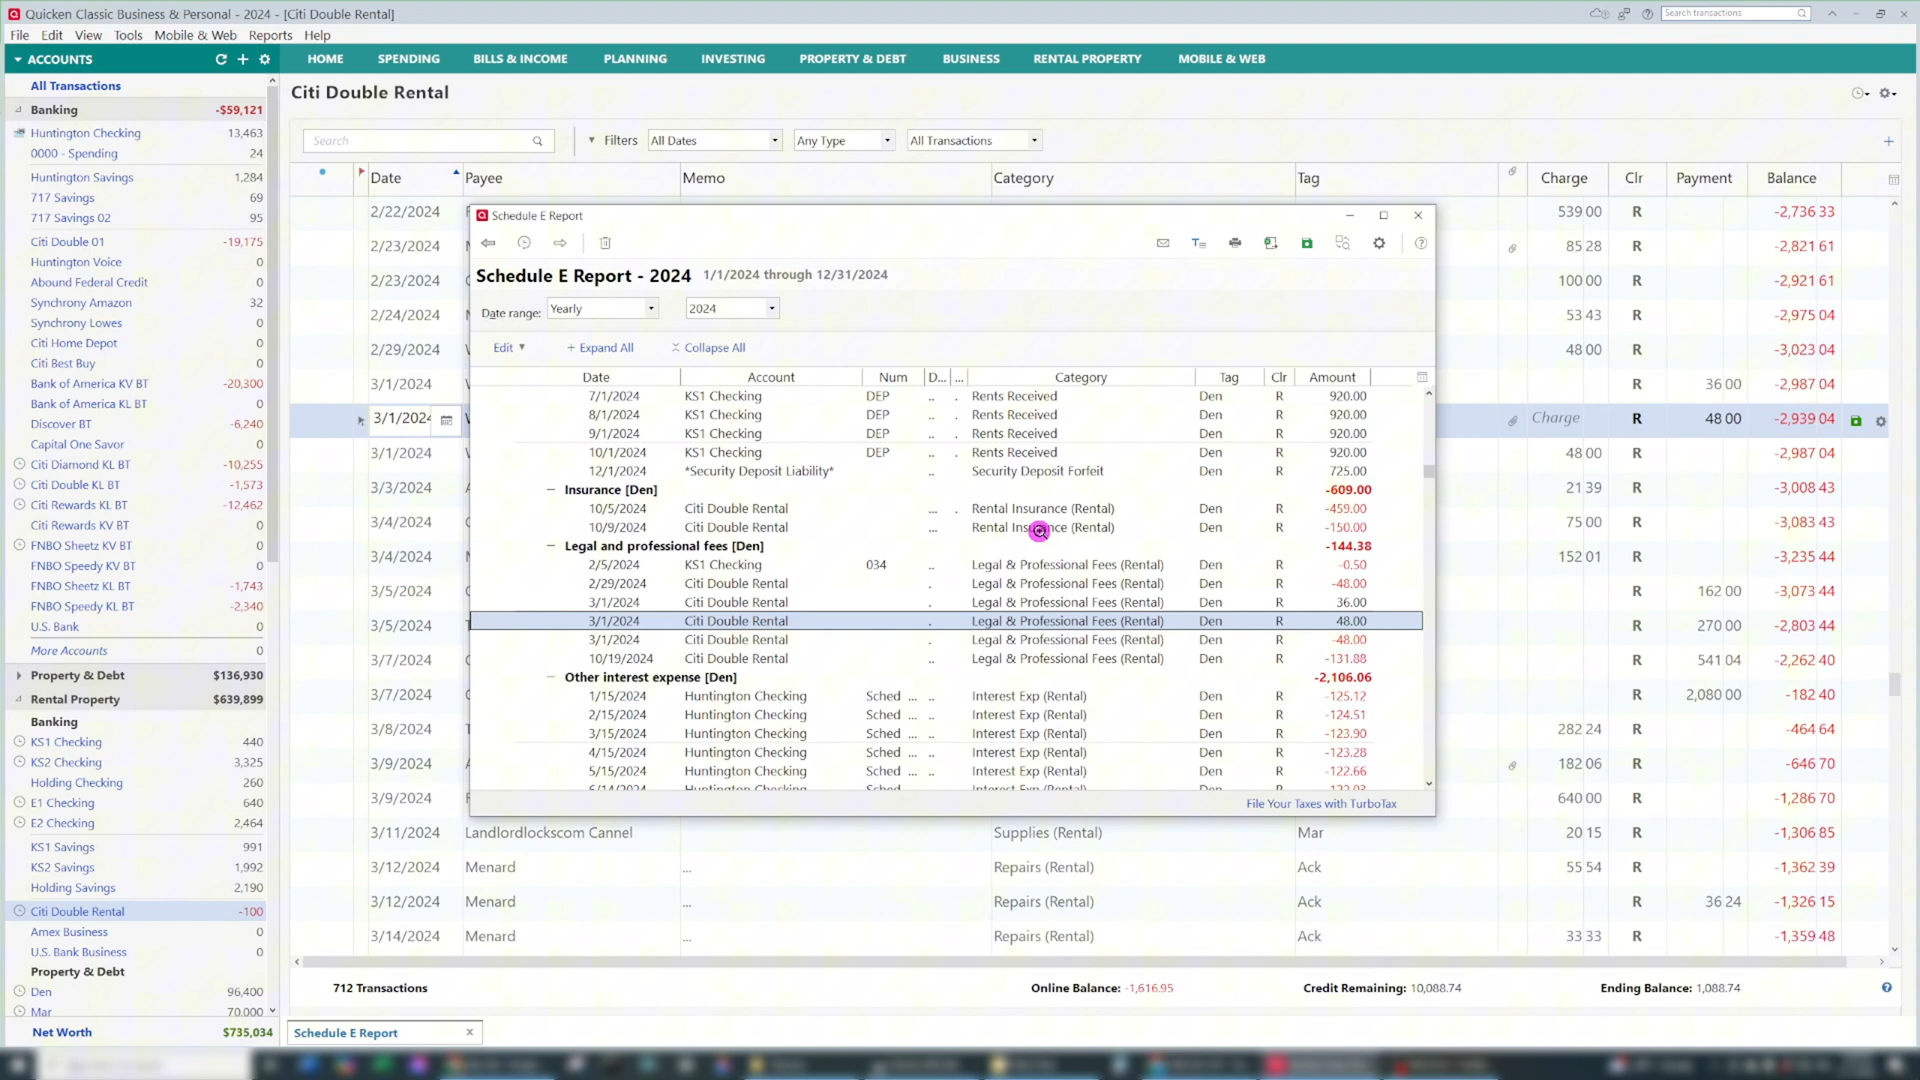 Quicken Classic Business & Personal - 2024 - [Citi Double Rental]
Search transactions
File Edit View Tools Mobile & Web Reports Help
ACCOUNTS
HOME SPENDING BILLS & INCOME PLANNING INVESTING PROPERTY & DEBT BUSINESS RENTAL PROPERTY MOBILE & WEB
All Transactions
Banking -$59,121
Huntington Checking 13,463
0000 - Spending 24
Huntington Savings 1,284
717 Savings 69
717 Savings 02 95
Citi Double 01 -19,175
Huntington Voice 0
Abound Federal Credit 0
Synchrony Amazon 32
Synchrony Lowes 0
Citi Home Depot 0
Citi Best Buy 0
Bank of America KV BT -20,300
Bank of America KL BT 0
Discover BT -6,240
Capital One Savor 0
Citi Diamond KL BT -10,255
Citi Double KL BT -1,573
Citi Rewards KL BT -12,462
Citi Rewards KV BT 0
FNBO Sheetz KV BT 0
FNBO Speedy KV BT 0
FNBO Sheetz KL BT -1,743
FNBO Speedy KL BT -2,340
U.S. Bank 0
More Accounts 0
Property & Debt $136,930
Rental Property $639,899
Banking
KS1 Checking 440
KS2 Checking 3,325
Holding Checking 260
E1 Checking 640
E2 Checking 2,464
KS1 Savings 991
KS2 Savings 1,992
Holding Savings 2,190
Citi Double Rental -100
Amex Business 0
U.S. Bank Business 0
Property & Debt
Den 96,400
Mar 70,000
Net Worth $735,034
Citi Double Rental
Search Filters All Dates Any Type All Transactions
Date Payee Memo Category Tag Charge Clr Payment Balance
2/22/2024 539 00 R -2,736 33
2/23/2024 85 28 R -2,821 61
2/23/2024 100 00 R -2,921 61
2/24/2024 53 43 R -2,975 04
2/29/2024 48 00 R -3,023 04
3/1/2024 R 36 00 -2,987 04
3/1/2024 Charge R 48 00 -2,939 04
3/1/2024 48 00 R -2,987 04
3/3/2024 21 39 R -3,008 43
3/4/2024 75 00 R -3,083 43
3/4/2024 152 01 R -3,235 44
3/5/2024 R 162 00 -3,073 44
3/5/2024 R 270 00 -2,803 44
3/7/2024 R 541 04 -2,262 40
3/7/2024 R 2,080 00 -182 40
3/8/2024 282 24 R -464 64
3/9/2024 182 06 R -646 70
3/9/2024 640 00 R -1,286 70
3/11/2024 Landlordlockscom Cannel Supplies (Rental) Mar 20 15 R -1,306 85
3/12/2024 Menard ... Repairs (Rental) Ack 55 54 R -1,362 39
3/12/2024 Menard ... Repairs (Rental) Ack R 36 24 -1,326 15
3/14/2024 Menard ... Repairs (Rental) Ack 33 33 R -1,359 48
712 Transactions Online Balance: -1,616.95 Credit Remaining: 10,088.74 Ending Balance: 1,088.74
Schedule E Report
Schedule E Report
Schedule E Report - 2024 1/1/2024 through 12/31/2024
Date range: Yearly 2024
Edit + Expand All Collapse All
Date Account Num D... ... Category Tag Clr Amount
7/1/2024 KS1 Checking DEP .. . Rents Received Den R 920.00
8/1/2024 KS1 Checking DEP .. . Rents Received Den R 920.00
9/1/2024 KS1 Checking DEP .. . Rents Received Den R 920.00
10/1/2024 KS1 Checking DEP .. . Rents Received Den R 920.00
12/1/2024 *Security Deposit Liability* .. Security Deposit Forfeit Den R 725.00
Insurance [Den] -609.00
10/5/2024 Citi Double Rental ... . Rental Insurance (Rental) Den R -459.00
10/9/2024 Citi Double Rental ... Rental Insurance (Rental) Den R -150.00
Legal and professional fees [Den] -144.38
2/5/2024 KS1 Checking 034 .. Legal & Professional Fees (Rental) Den R -0.50
2/29/2024 Citi Double Rental . Legal & Professional Fees (Rental) Den R -48.00
3/1/2024 Citi Double Rental . Legal & Professional Fees (Rental) Den R 36.00
3/1/2024 Citi Double Rental . Legal & Professional Fees (Rental) Den R 48.00
3/1/2024 Citi Double Rental . Legal & Professional Fees (Rental) Den R -48.00
10/19/2024 Citi Double Rental .. Legal & Professional Fees (Rental) Den R -131.88
Other interest expense [Den] -2,106.06
1/15/2024 Huntington Checking Sched ... .. Interest Exp (Rental) Den R -125.12
2/15/2024 Huntington Checking Sched ... .. Interest Exp (Rental) Den R -124.51
3/15/2024 Huntington Checking Sched ... .. Interest Exp (Rental) Den R -123.90
4/15/2024 Huntington Checking Sched ... .. Interest Exp (Rental) Den R -123.28
5/15/2024 Huntington Checking Sched ... .. Interest Exp (Rental) Den R -122.66
6/14/2024 Huntington Checking Sched ... .. Interest Exp (Rental) Den R -122.03
File Your Taxes with TurboTax